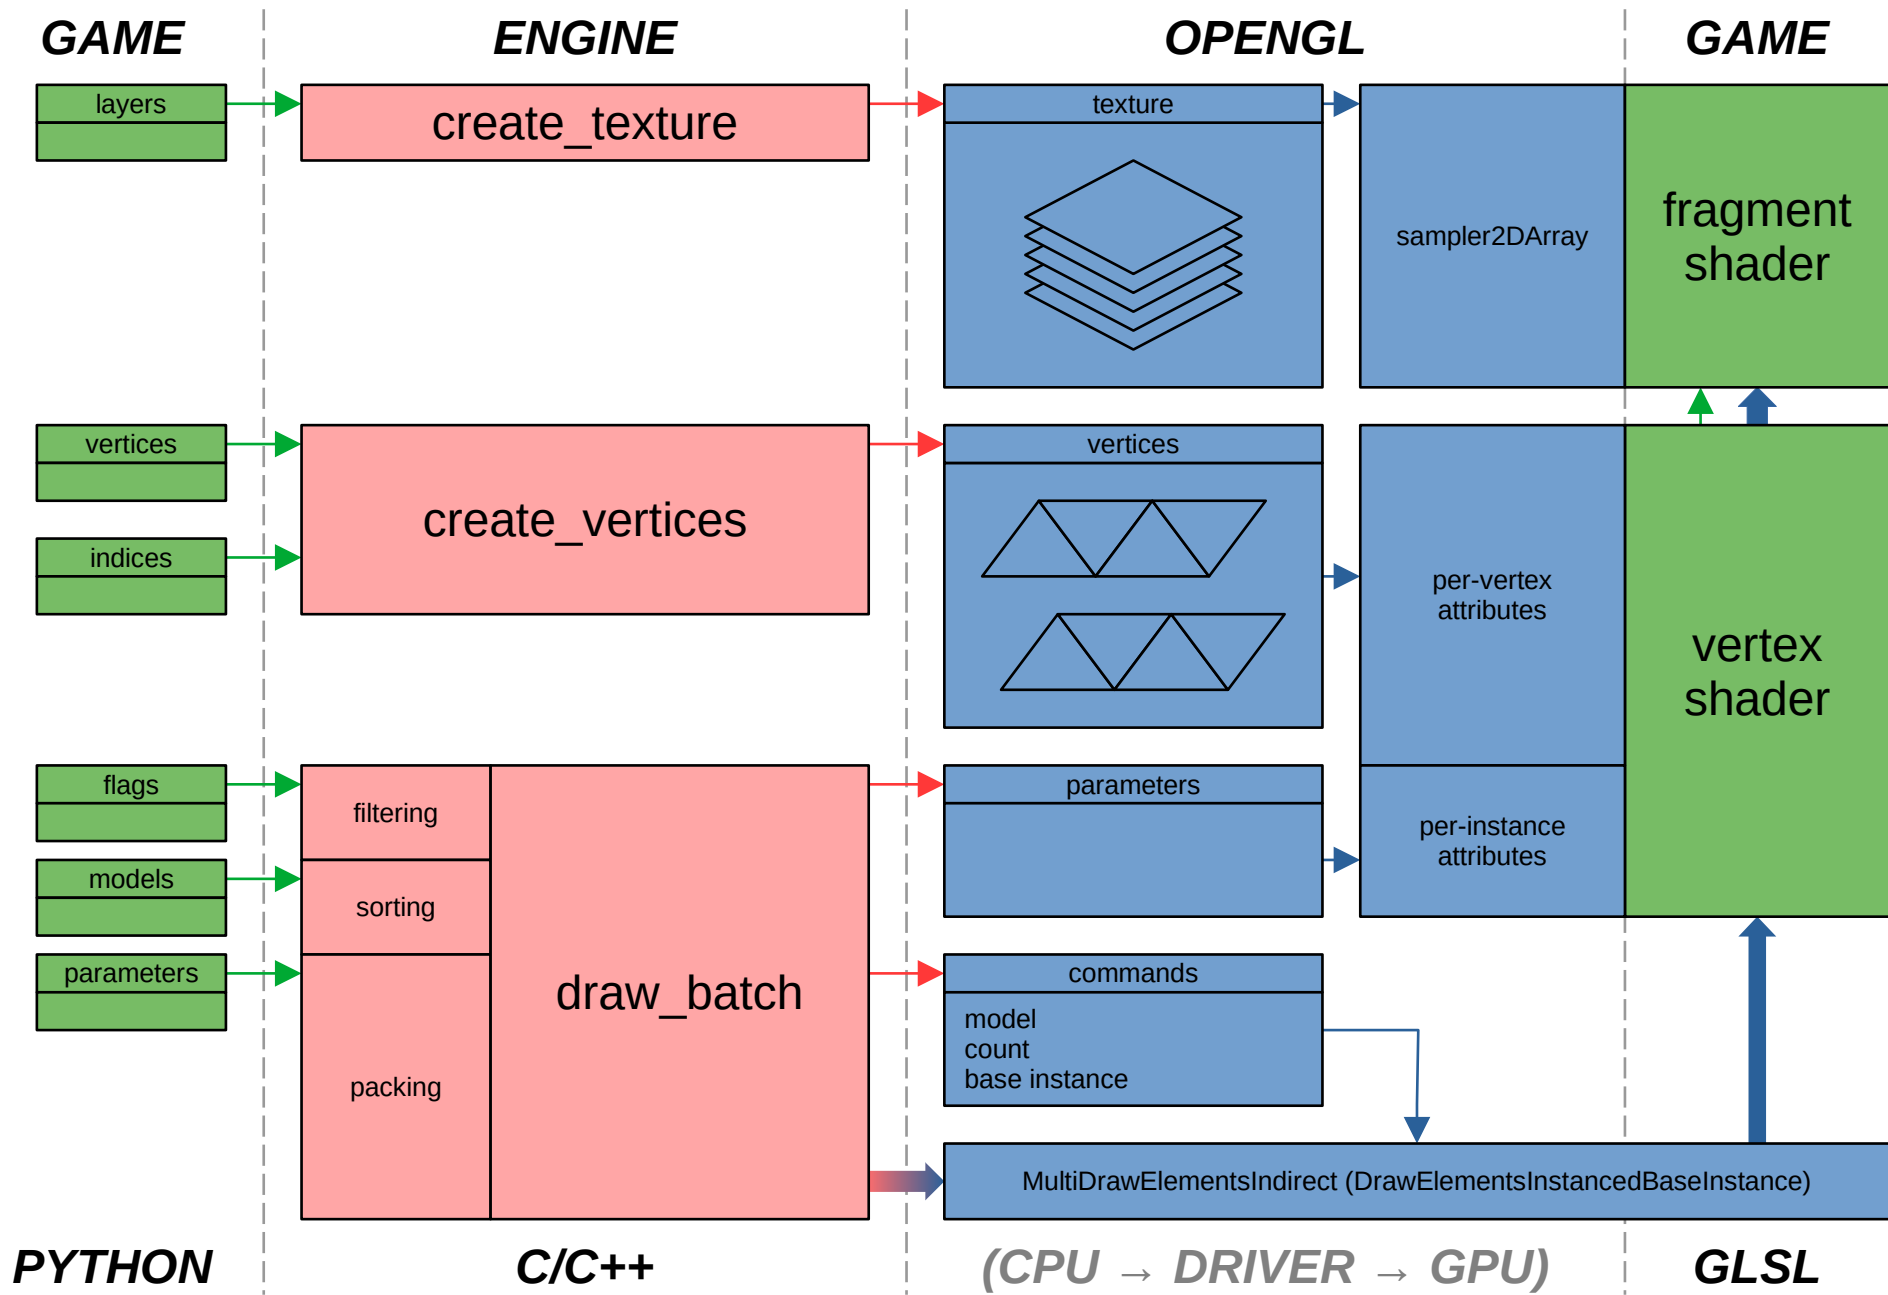 GAME
ENGINE
OPENGL
GAME
layers
create_texture
texture
sampler2DArray
fragment
shader
vertices
indices
create_vertices
vertices
per-vertex
attributes
vertex
shader
flags
models
parameters
filtering
sorting
packing
draw_batch
parameters
per-instance
attributes
commands
model
count
base instance
MultiDrawElementsIndirect (DrawElementsInstancedBaseInstance)
PYTHON
C/C++
(CPU → DRIVER → GPU)
GLSL